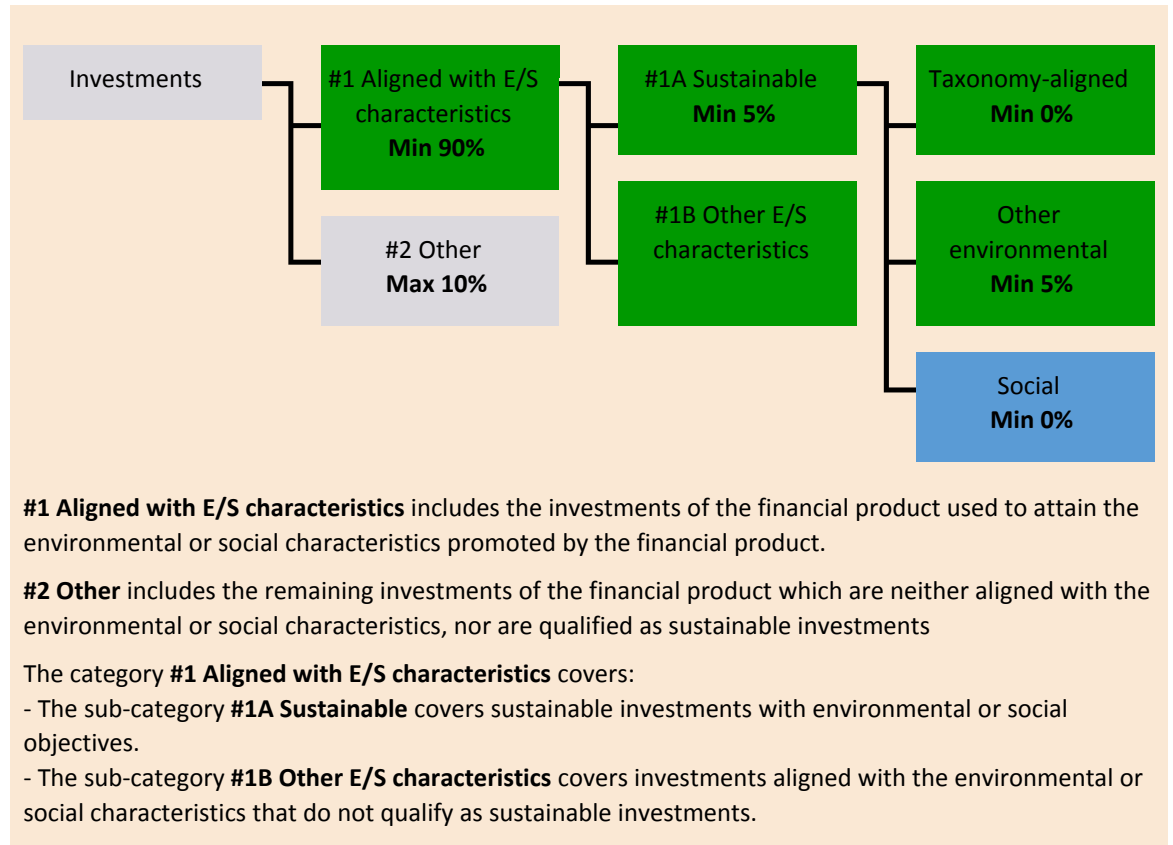 Investments
#1 Aligned with E/S
characteristics
Min 90%
#2 Other
Max 10%
#1A Sustainable
Min 5%
#1B Other E/S
characteristics
Taxonomy-aligned
Min 0%
Other
environmental
Min 5%
Social
Min 0%
#1 Aligned with E/S characteristics includes the investments of the financial product used to attain the
environmental or social characteristics promoted by the financial product.
#2 Other includes the remaining investments of the financial product which are neither aligned with the
environmental or social characteristics, nor are qualified as sustainable investments
The category #1 Aligned with E/S characteristics covers:
- The sub-category #1A Sustainable covers sustainable investments with environmental or social
objectives.
- The sub-category #1B Other E/S characteristics covers investments aligned with the environmental or
social characteristics that do not qualify as sustainable investments.